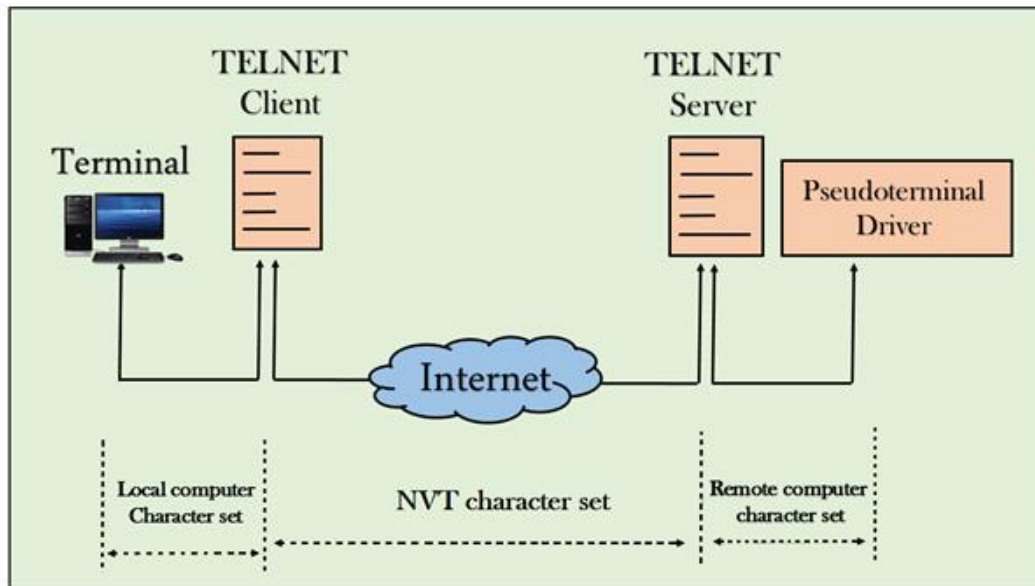 TELNET
Client
TELNET
Server
Terminal
Pseudoterminal
Driver
Internet
Local computer
Character set
NVT character set
Remote computer
character set